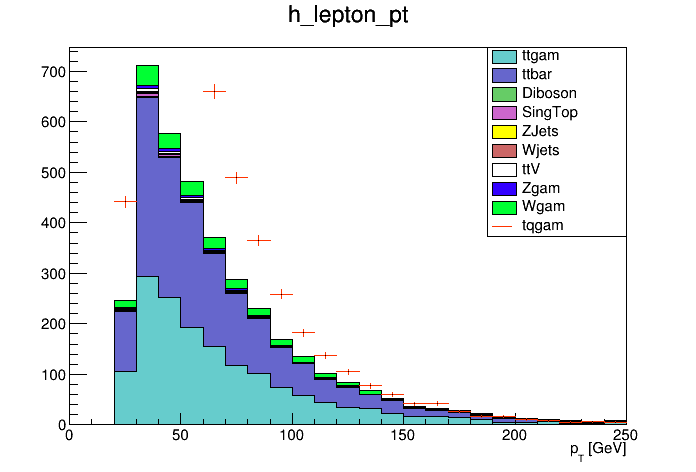 h_lepton_pt
ttgam
ttbar
Diboson
SingTop
ZJets
Wjets
ttV
Zgam
Wgam
tqgam
700
600
500
400
300
200
100
0
0 50 100 150 200 250
p_T [GeV]